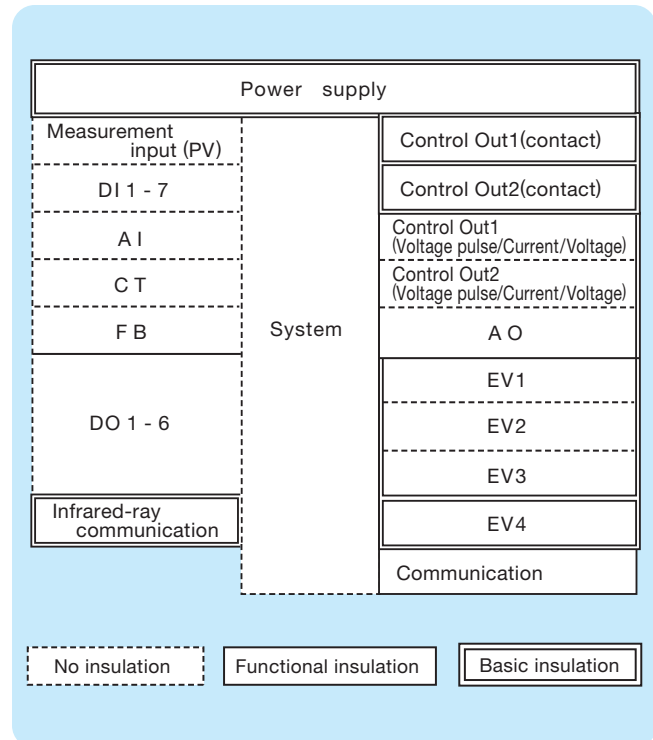 Power supply
Measurement
input (PV)
DI 1 - 7
A I
C T
F B
DO 1 - 6
Infrared-ray
communication
System
Control Out1(contact)
Control Out2(contact)
Control Out1
(Voltage pulse/Current/Voltage)
Control Out2
(Voltage pulse/Current/Voltage)
A O
EV1
EV2
EV3
EV4
Communication
No insulation
Functional insulation
Basic insulation